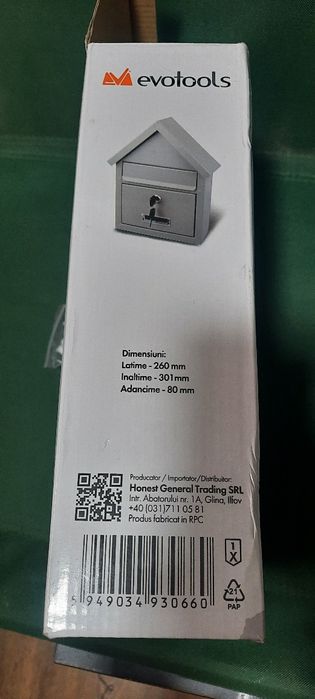 evotools
Dimensiuni:
Latime - 260 mm
Inaltime - 301mm
Adancime - 80 mm
Producator / Importator/Distribuitor:
Honest General Trading SRL
Intr. Abatorului nr. 1A, Glina, Ilfov
+40 (031)711 05 81
Produs fabricat in RPC
1
X
5 949034 930660
21
PAP